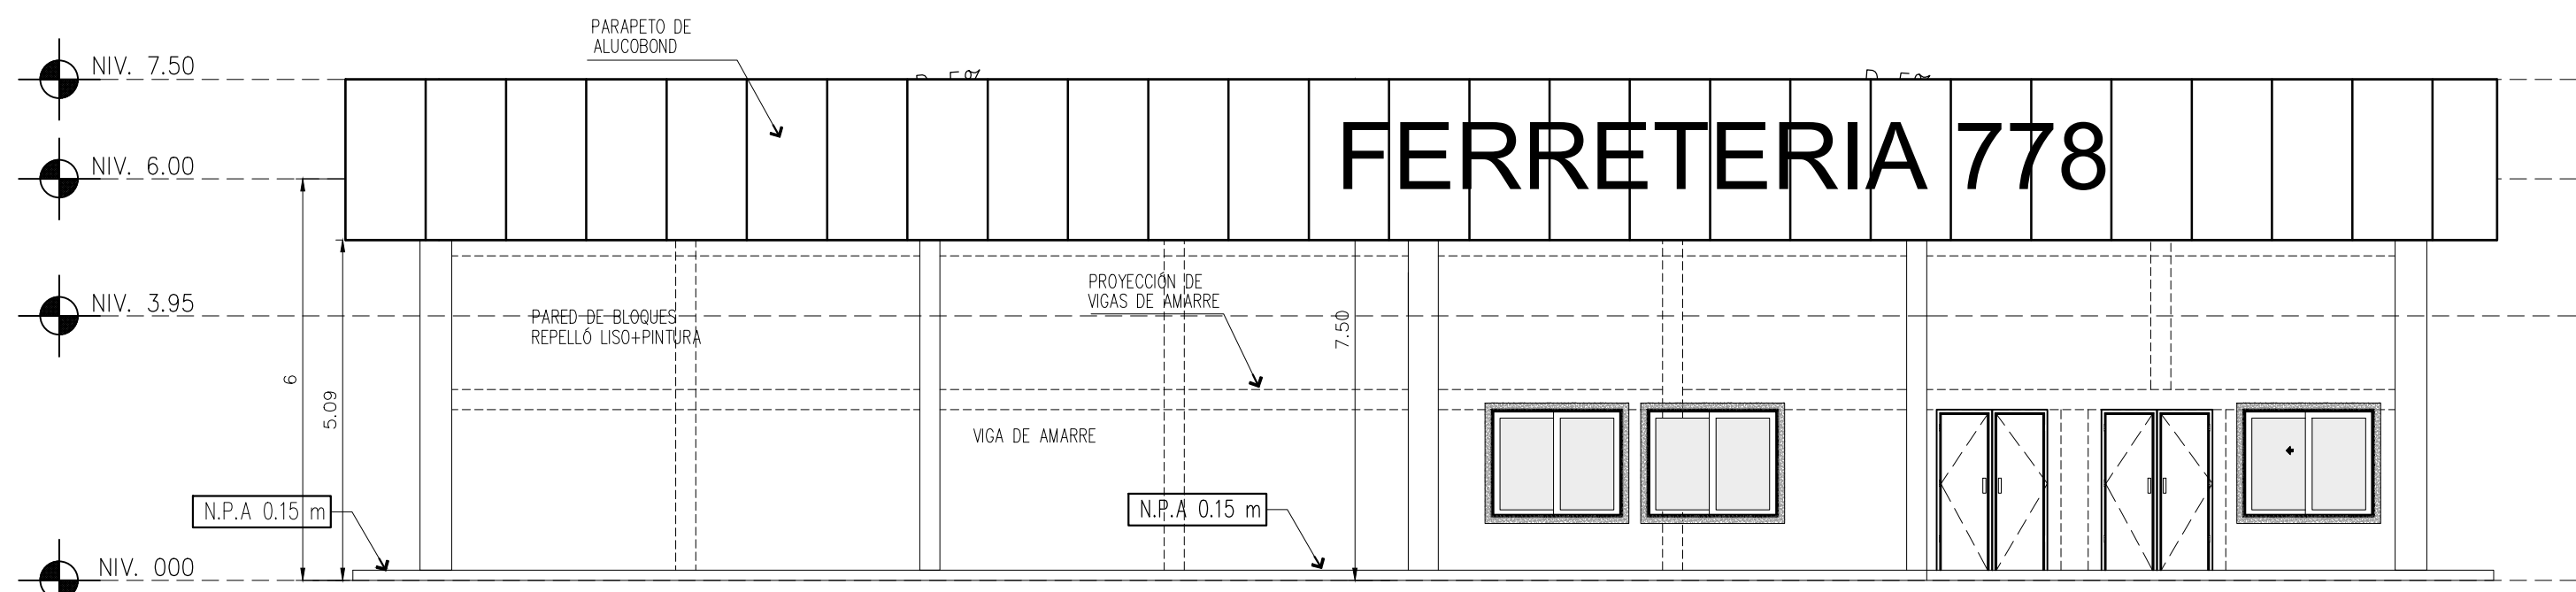 PARAPETO DE
ALUCOBOND
NIV. 7.50
NIV. 6.00
FERRETERIA 778
PROYECCIÓN DE
VIGAS DE AMARRE
NIV. 3.95
PARED DE BLOQUES
REPELLÓ LISO+PINTURA
7.50
6
5.09
VIGA DE AMARRE
N.P.A 0.15 m
N.P.A 0.15 m
NIV. 000